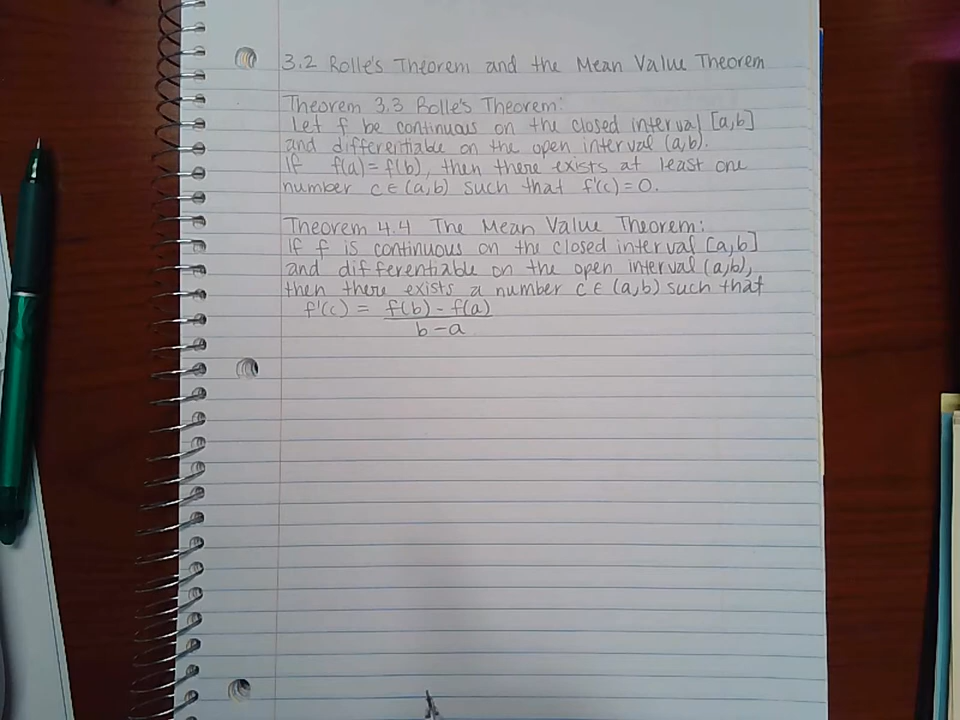 3.2 Rolle's Theorem and the Mean Value Theorem
Theorem 3.3 Rolle's Theorem:
Let f be continuous on the closed interval [a,b]
and differentiable on the open interval (a,b).
If f(a) = f(b), then there exists at least one
number c ∈ (a,b) such that f'(c) = 0.
Theorem 4.4 The Mean Value Theorem:
If f is continuous on the closed interval [a,b]
and differentiable on the open interval (a,b),
then there exists a number c ∈ (a,b) such that
f'(c) = f(b) - f(a)
b - a